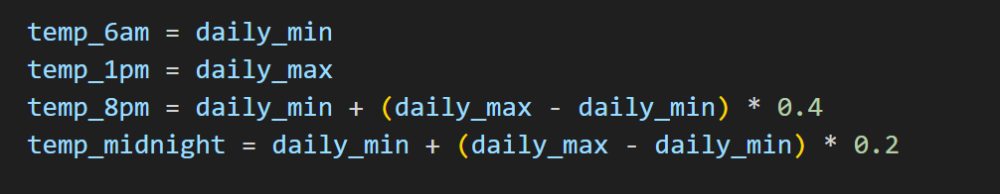 temp_6am = daily_min
temp_1pm = daily_max
temp_8pm = daily_min + (daily_max - daily_min) * 0.4
temp_midnight = daily_min + (daily_max - daily_min) * 0.2